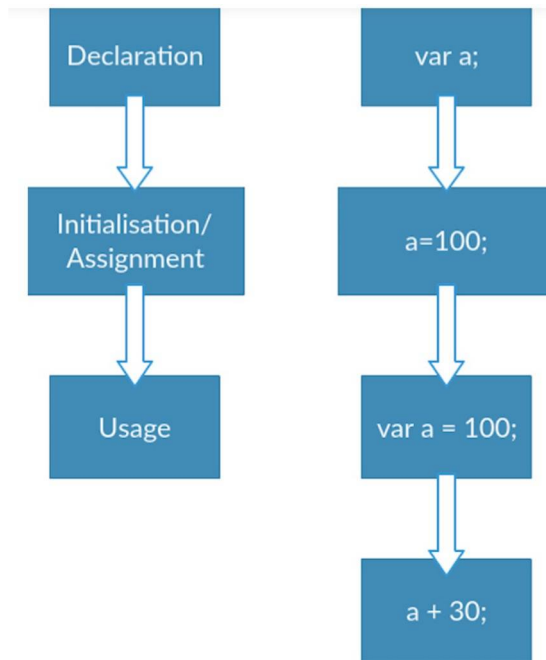 Declaration
Initialisation/
Assignment
Usage
var a;
a=100;
var a = 100;
a + 30;